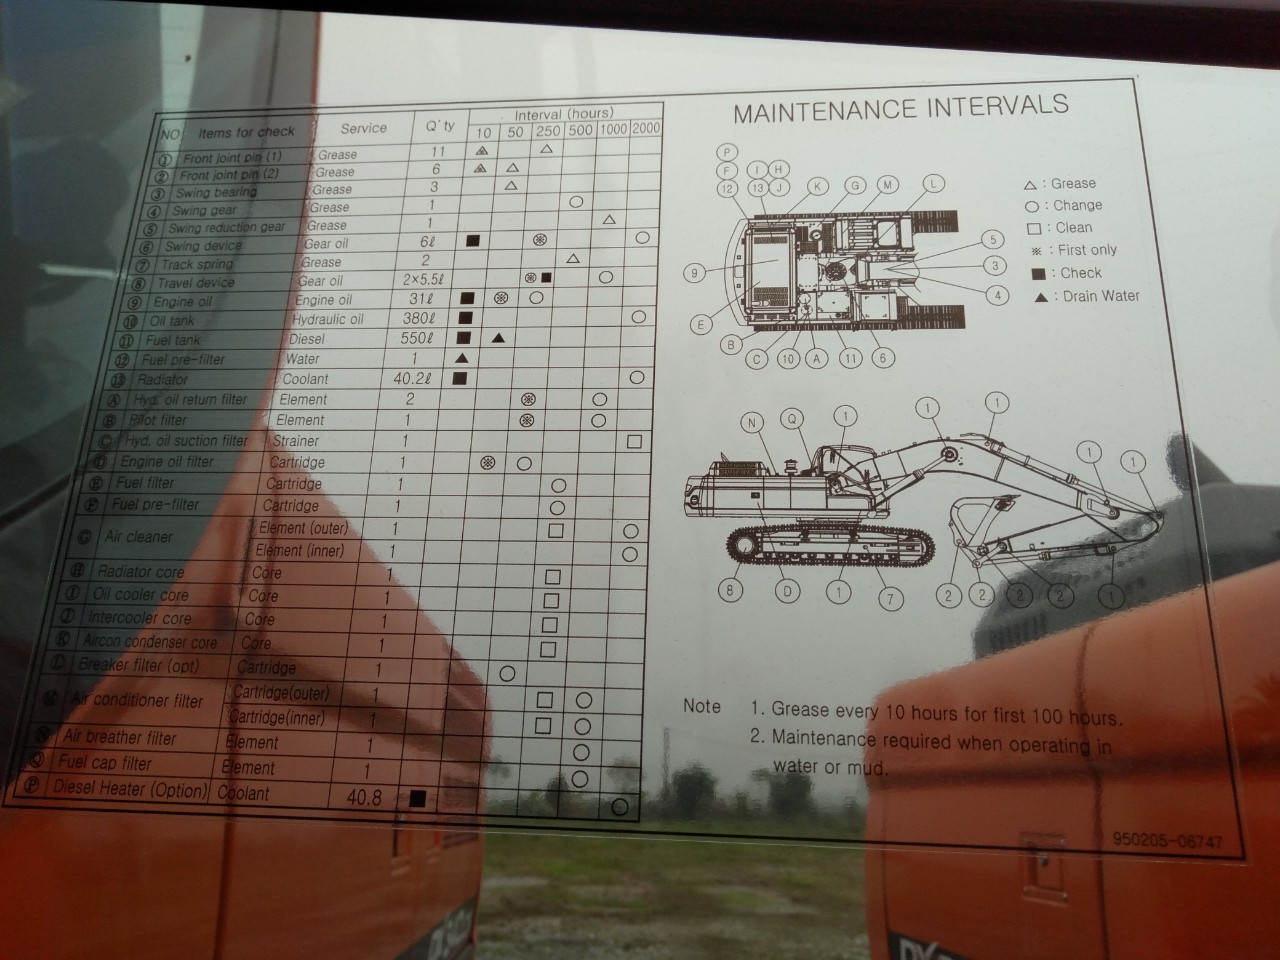 MAINTENANCE INTERVALS
NO Items for check Service Q'ty Interval (hours)
10 50 250 500 1000 2000
1 Front joint pin (1) Grease 11 △ △
2 Front joint pin (2) Grease 6 △ △
3 Swing bearing Grease 3 △
4 Swing gear Grease 1 ○
5 Swing reduction gear Grease 1 △
6 Swing device Gear oil 6ℓ ■ ※ ○
7 Track spring Grease 2 △
8 Travel device Gear oil 2×5.5ℓ ※ ■ ○
9 Engine oil Engine oil 31ℓ ■ ※ ○
10 Oil tank Hydraulic oil 380ℓ ■ ○
11 Fuel tank Diesel 550ℓ ■ ▲
12 Fuel pre-filter Water 1 ▲
13 Radiator Coolant 40.2ℓ ■ ○
A Hyd. oil return filter Element 2 ※ ○
B Pilot filter Element 1 ※ ○
C Hyd. oil suction filter Strainer 1 □
D Engine oil filter Cartridge 1 ※ ○
E Fuel filter Cartridge 1 ○
F Fuel pre-filter Cartridge 1 ○
G Air cleaner Element (outer) 1 □ ○
Element (inner) 1 ○
H Radiator core Core 1 □
I Oil cooler core Core 1 □
J Intercooler core Core 1 □
K Aircon condenser core Core 1 □
L Breaker filter (opt) Cartridge 1 ○
M Air conditioner filter Cartridge(outer) 1 □ ○
Cartridge(inner) 1 □ ○
N Air breather filter Element 1 ○
Q Fuel cap filter Element 1 ○
P Diesel Heater (Option) Coolant 40.8 ■ ○
P
F I H
12 13 J K G M L
9 5
3
4
E
B
C 10 A 11 6
△ : Grease
○ : Change
□ : Clean
※ : First only
■ : Check
▲ : Drain Water
N Q 1 1 1
1 1
8 D 1 7 2 2 2 2 1
Note 1. Grease every 10 hours for first 100 hours.
2. Maintenance required when operating in
water or mud.
950205-06747